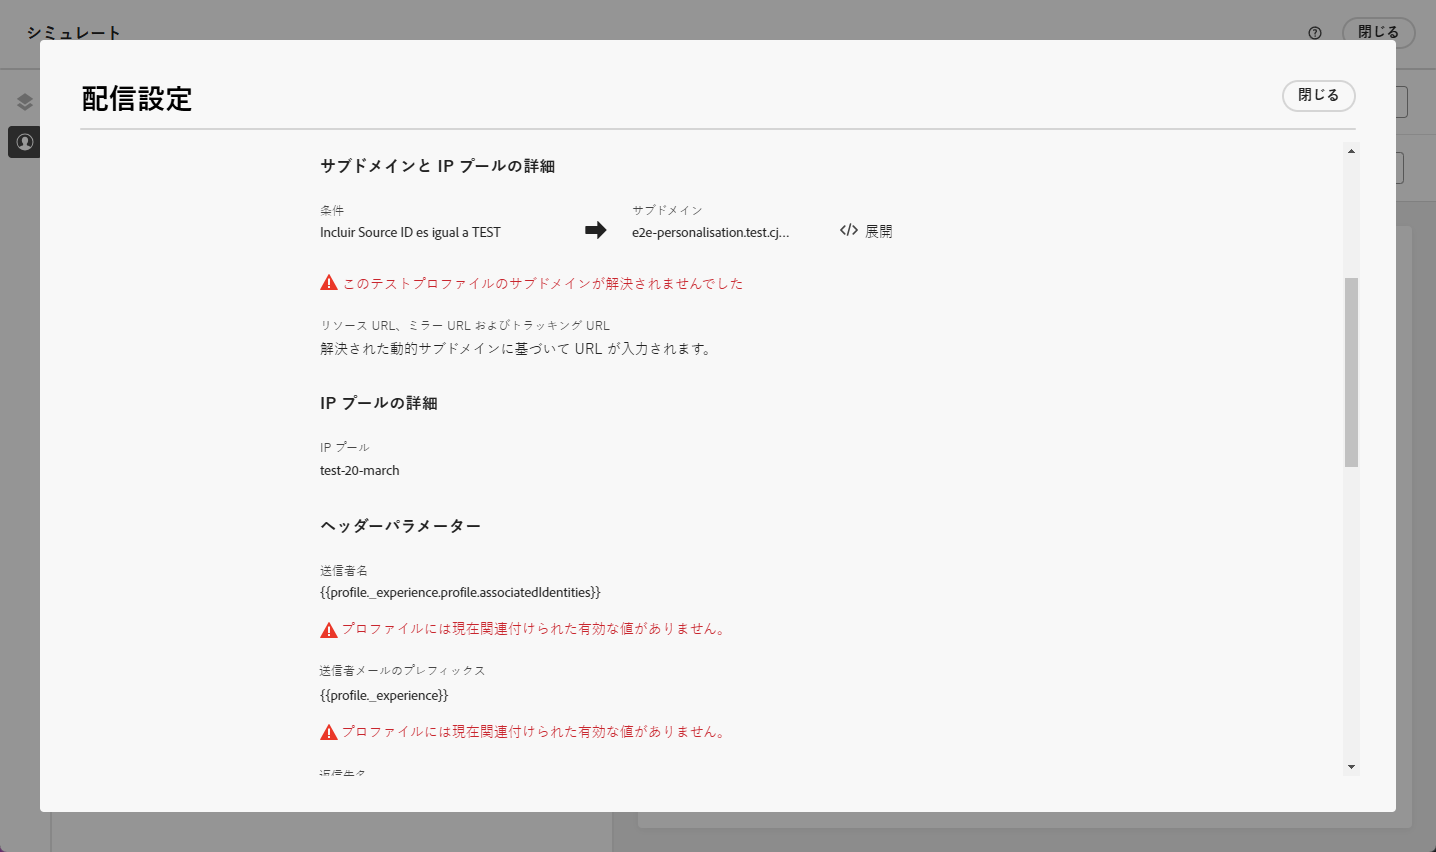 シミュレート
閉じる
配信設定
閉じる
サブドメインと IP プールの詳細
条件
サブドメイン
Incluir Source ID es igual a TEST
e2e-personalisation.test.cj...
展開
このテストプロファイルのサブドメインが解決されませんでした
リソース URL、ミラー URL およびトラッキング URL
解決された動的サブドメインに基づいて URL が入力されます。
IP プールの詳細
IP プール
test-20-march
ヘッダーパラメーター
送信者名
{{profile._experience.profile.associatedIdentities}}
プロファイルには現在関連付けられた有効な値がありません。
送信者メールのプレフィックス
{{profile._experience}}
プロファイルには現在関連付けられた有効な値がありません。
返信先名